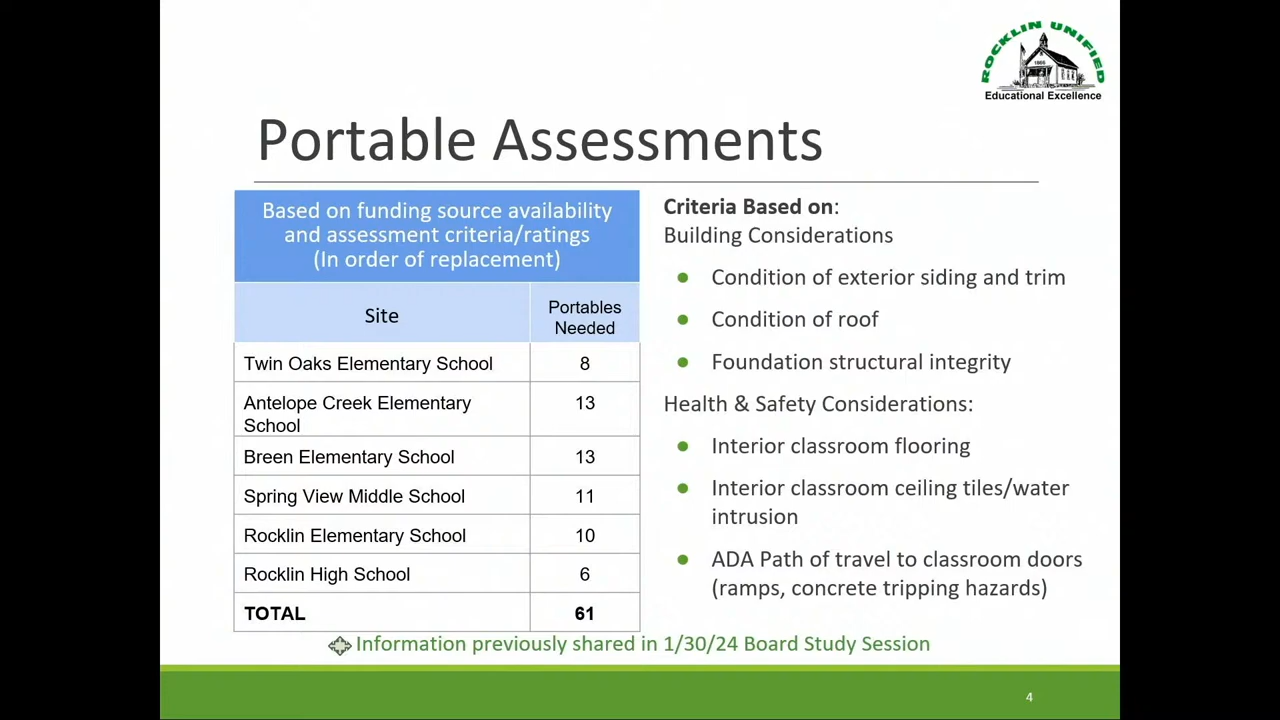 ROCKLIN UNIFIED
1866
Educational Excellence
Portable Assessments
Based on funding source availability
and assessment criteria/ratings
(In order of replacement)
Site
Portables
Needed
Twin Oaks Elementary School 8
Antelope Creek Elementary
School 13
Breen Elementary School 13
Spring View Middle School 11
Rocklin Elementary School 10
Rocklin High School 6
TOTAL 61
Criteria Based on:
Building Considerations
● Condition of exterior siding and trim
● Condition of roof
● Foundation structural integrity
Health & Safety Considerations:
● Interior classroom flooring
● Interior classroom ceiling tiles/water
intrusion
● ADA Path of travel to classroom doors
(ramps, concrete tripping hazards)
Information previously shared in 1/30/24 Board Study Session
4